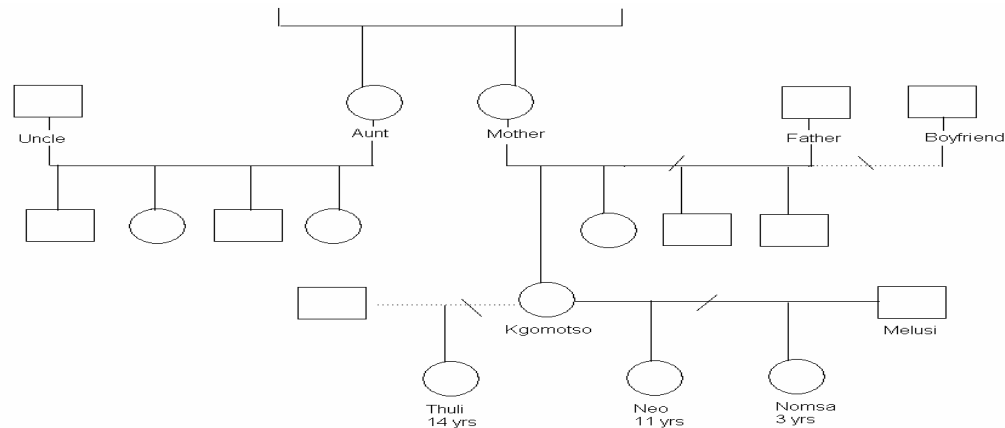 Uncle
Aunt
Mother
Father
Boyfriend
Kgomotso
Melusi
Thuli
14 yrs
Neo
11 yrs
Nomsa
3 yrs